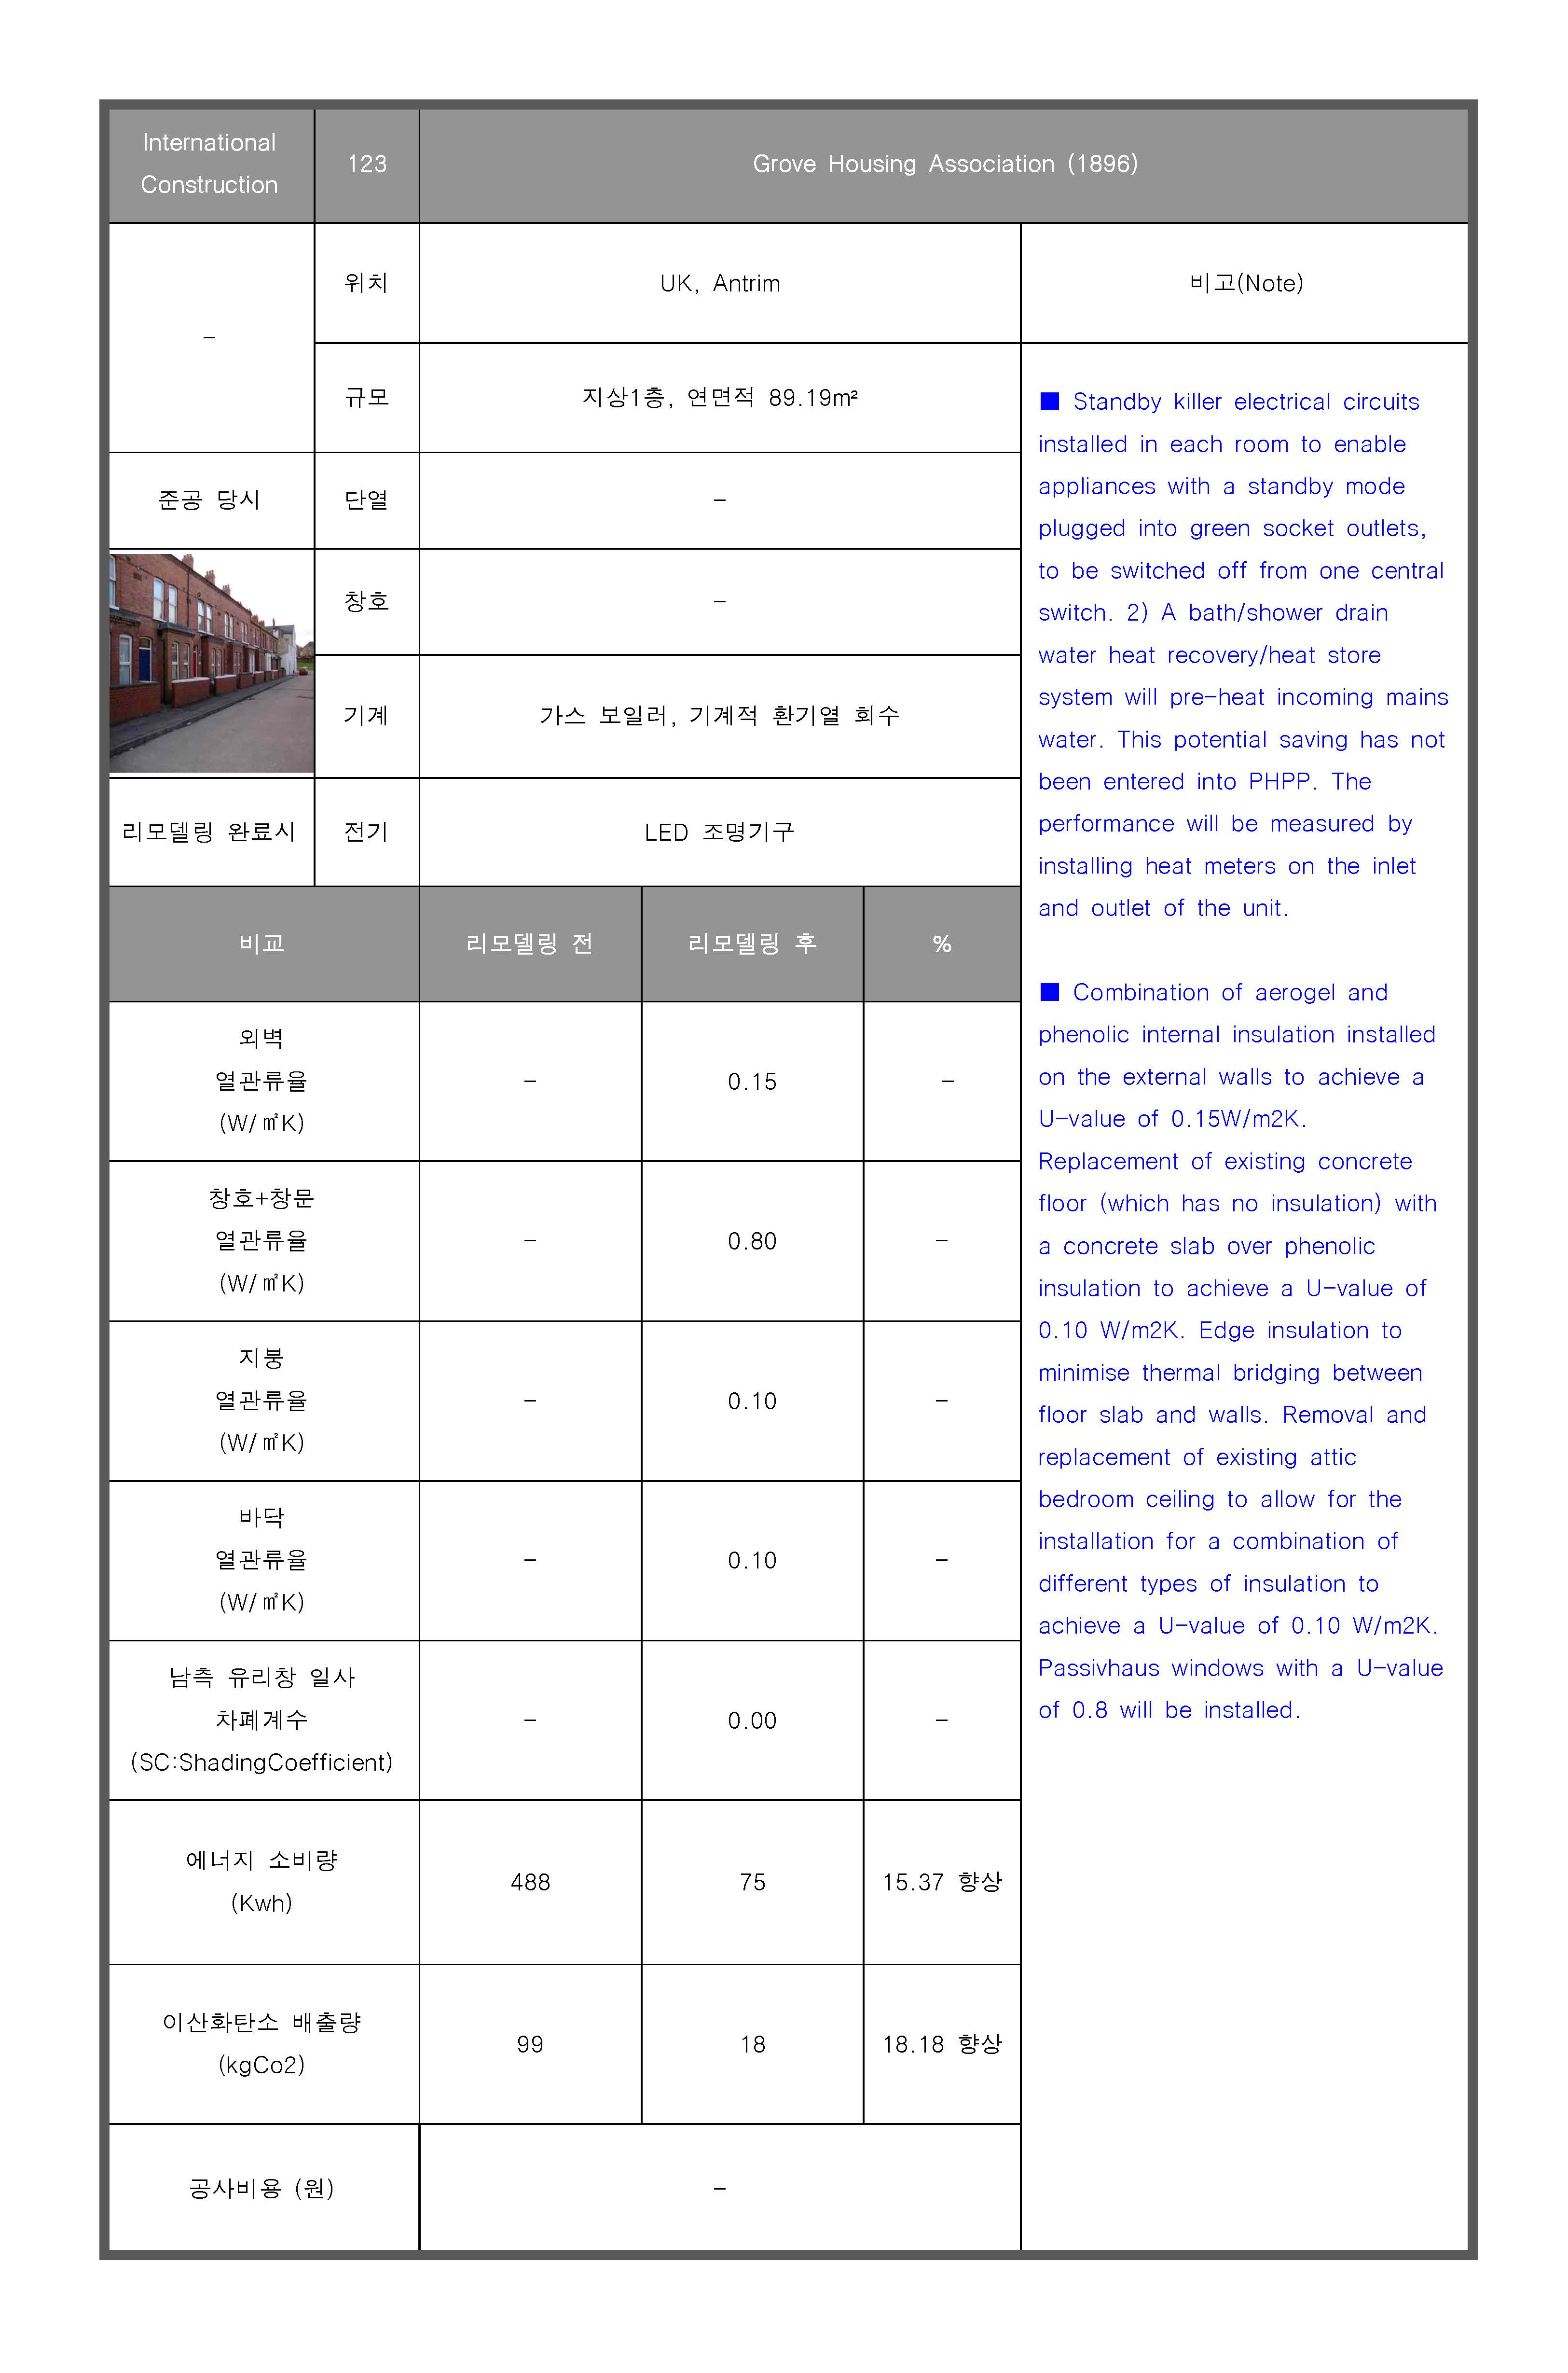 International
Construction
123
Grove Housing Association (1896)
-
위치
UK, Antrim
비고(Note)
규모
지상1층, 연면적 89.19m²
준공 당시
단열
-
창호
-
기계
가스 보일러, 기계적 환기열 회수
리모델링 완료시
전기
LED 조명기구
■ Standby killer electrical circuits
installed in each room to enable
appliances with a standby mode
plugged into green socket outlets,
to be switched off from one central
switch. 2) A bath/shower drain
water heat recovery/heat store
system will pre-heat incoming mains
water. This potential saving has not
been entered into PHPP. The
performance will be measured by
installing heat meters on the inlet
and outlet of the unit.
■ Combination of aerogel and
phenolic internal insulation installed
on the external walls to achieve a
U-value of 0.15W/m2K.
Replacement of existing concrete
floor (which has no insulation) with
a concrete slab over phenolic
insulation to achieve a U-value of
0.10 W/m2K. Edge insulation to
minimise thermal bridging between
floor slab and walls. Removal and
replacement of existing attic
bedroom ceiling to allow for the
installation for a combination of
different types of insulation to
achieve a U-value of 0.10 W/m2K.
Passivhaus windows with a U-value
of 0.8 will be installed.
비교
리모델링 전
리모델링 후
%
외벽
열관류율
(W/㎡K)
-
0.15
-
창호+창문
열관류율
(W/㎡K)
-
0.80
-
지붕
열관류율
(W/㎡K)
-
0.10
-
바닥
열관류율
(W/㎡K)
-
0.10
-
남측 유리창 일사
차폐계수
(SC:ShadingCoefficient)
-
0.00
-
에너지 소비량
(Kwh)
488
75
15.37 향상
이산화탄소 배출량
(kgCo2)
99
18
18.18 향상
공사비용 (원)
-